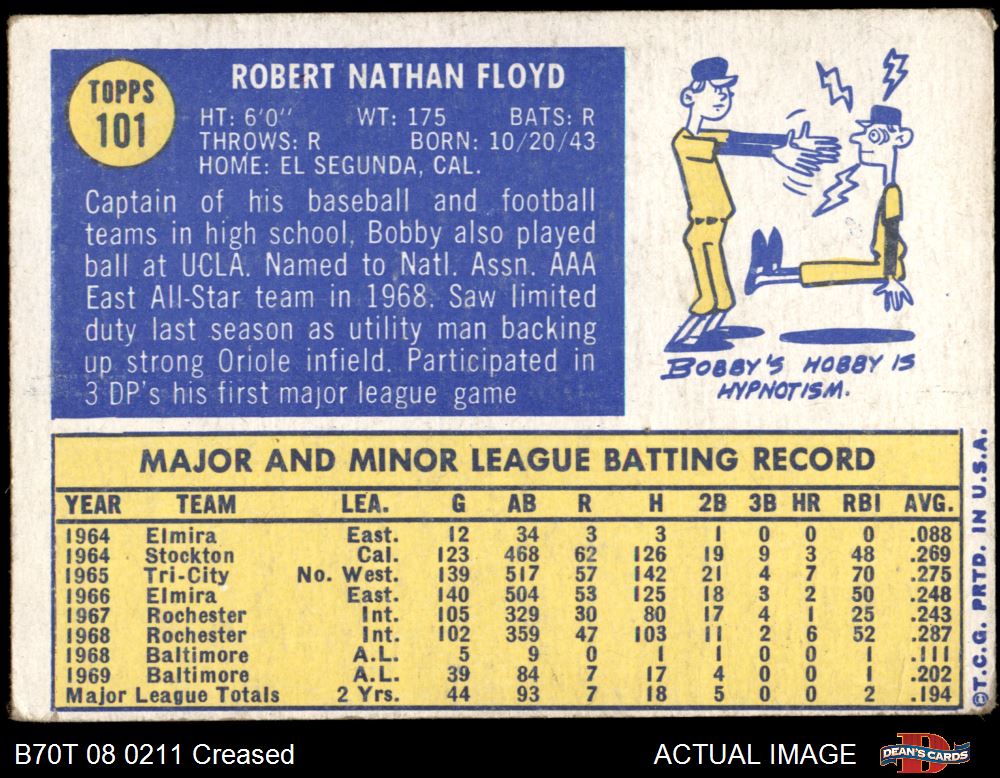 TOPPS
101
ROBERT NATHAN FLOYD
HT: 6'0" WT: 175 BATS: R
THROWS: R BORN: 10/20/43
HOME: EL SEGUNDA, CAL.
Captain of his baseball and football
teams in high school, Bobby also played
ball at UCLA. Named to Natl. Assn. AAA
East All-Star team in 1968. Saw limited
duty last season as utility man backing
up strong Oriole infield. Participated in
3 DP's his first major league game
BOBBY'S HOBBY IS
HYPNOTISM.
MAJOR AND MINOR LEAGUE BATTING RECORD
YEAR TEAM LEA. G AB R H 2B 3B HR RBI AVG.
1964 Elmira East. 12 34 3 3 1 0 0 0 .088
1964 Stockton Cal. 123 468 62 126 19 9 3 48 .269
1965 Tri-City No. West. 139 517 57 142 21 4 7 70 .275
1966 Elmira East. 140 504 53 125 18 3 2 50 .248
1967 Rochester Int. 105 329 30 80 17 4 1 25 .243
1968 Rochester Int. 102 359 47 103 11 2 6 52 .287
1968 Baltimore A.L. 5 9 0 1 1 0 0 1 .111
1969 Baltimore A.L. 39 84 7 17 4 0 0 1 .202
Major League Totals 2 Yrs. 44 93 7 18 5 0 0 2 .194
©T.C.G. PRTD. IN U.S.A.
B70T 08 0211 Creased
ACTUAL IMAGE
DEAN'S CARDS